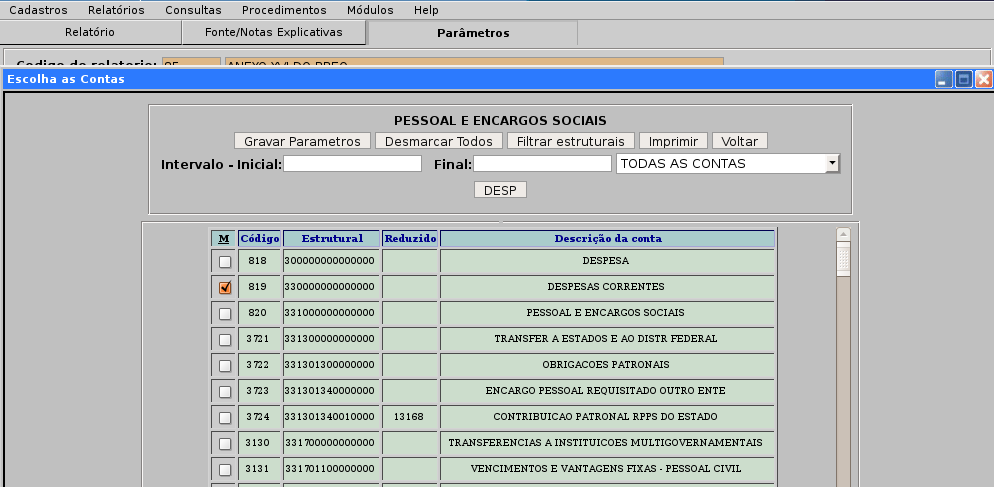 Cadastros Relatórios Consultas Procedimentos Módulos Help
Relatório Fonte/Notas Explicativas Parâmetros
Codigo do relatorio:
Escolha as Contas
PESSOAL E ENCARGOS SOCIAIS
Gravar Parametros Desmarcar Todos Filtrar estruturais Imprimir Voltar
Intervalo - Inicial: Final: TODAS AS CONTAS
DESP
M Código Estrutural Reduzido Descrição da conta
818 300000000000000 DESPESA
819 330000000000000 DESPESAS CORRENTES
820 331000000000000 PESSOAL E ENCARGOS SOCIAIS
3721 331300000000000 TRANSFER A ESTADOS E AO DISTR FEDERAL
3722 331301300000000 OBRIGACOES PATRONAIS
3723 331301340000000 ENCARGO PESSOAL REQUISITADO OUTRO ENTE
3724 331301340010000 13168 CONTRIBUICAO PATRONAL RPPS DO ESTADO
3130 331700000000000 TRANSFERENCIAS A INSTITUICOES MULTIGOVERNAMENTAIS
3131 331701100000000 VENCIMENTOS E VANTAGENS FIXAS - PESSOAL CIVIL